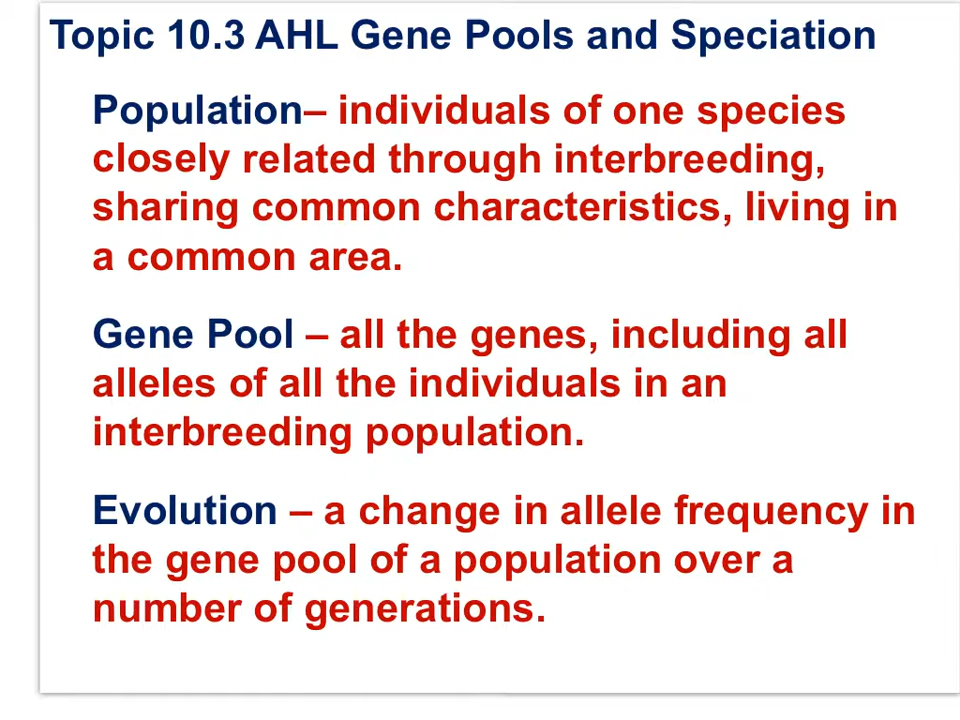 Topic 10.3 AHL Gene Pools and Speciation
Population– individuals of one species
closely related through interbreeding,
sharing common characteristics, living in
a common area.
Gene Pool – all the genes, including all
alleles of all the individuals in an
interbreeding population.
Evolution – a change in allele frequency in
the gene pool of a population over a
number of generations.